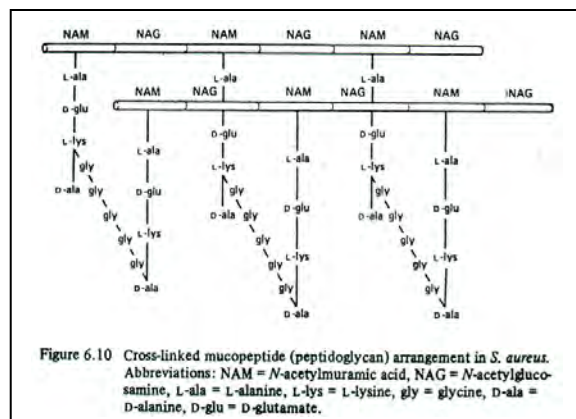 NAM NAG NAM NAG NAM NAG
L-ala L-ala L-ala
NAM NAG NAM NAG NAM NAG
D-glu
D-glu D-glu
L-lys
L-ala L-ala L-ala
gly L-lys L-lys
D-ala gly D-glu gly gly
gly D-ala gly D-glu D-ala gly D-glu
gly L-lys gly gly
gly gly L-lys gly L-lys
D-ala gly gly
D-ala D-ala
Figure 6.10 Cross-linked mucopeptide (peptidoglycan) arrangement in S. aureus.
Abbreviations: NAM = N-acetylmuramic acid, NAG = N-acetylgluco-
samine, L-ala = L-alanine, L-lys = L-lysine, gly = glycine, D-ala =
D-alanine, D-glu = D-glutamate.